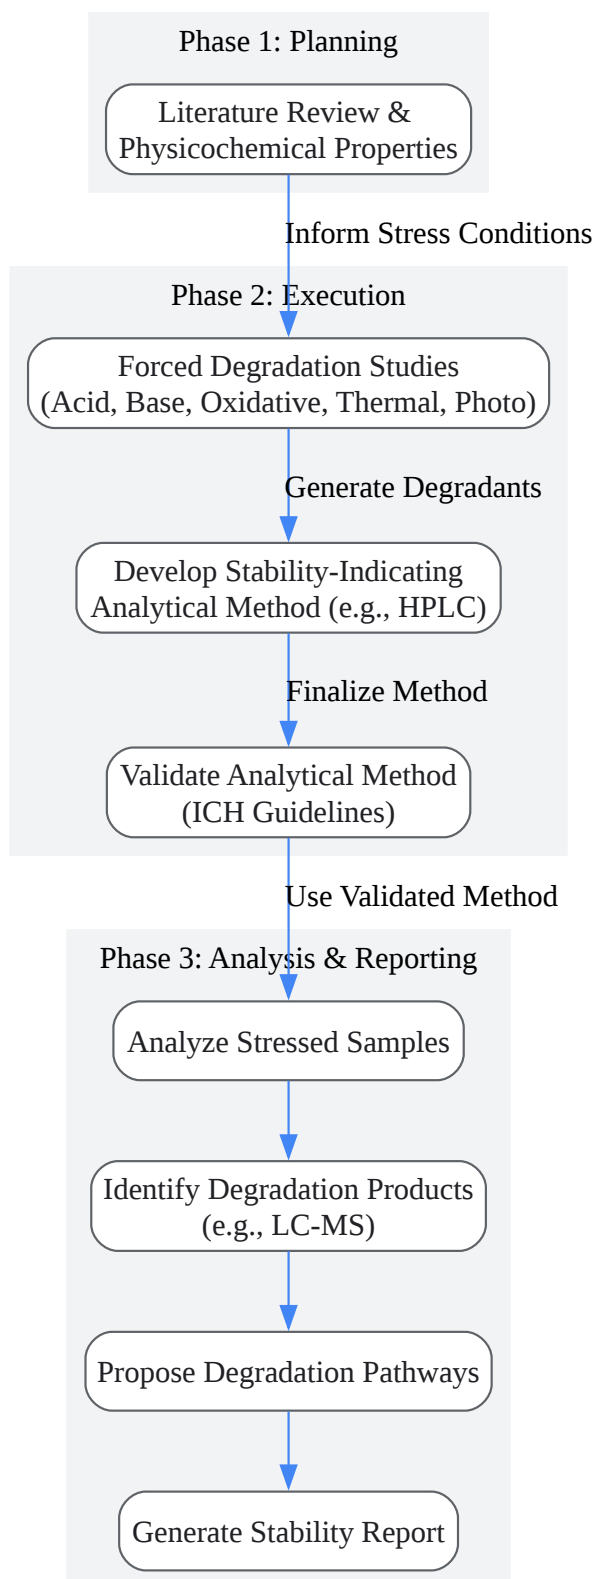 Phase 1: Planning
Literature Review &
Physicochemical Properties
Inform Stress Conditions
Phase 2: Execution
Forced Degradation Studies
(Acid, Base, Oxidative, Thermal, Photo)
Generate Degradants
Develop Stability-Indicating
Analytical Method (e.g., HPLC)
Finalize Method
Validate Analytical Method
(ICH Guidelines)
Use Validated Method
Phase 3: Analysis & Reporting
Analyze Stressed Samples
Identify Degradation Products
(e.g., LC-MS)
Propose Degradation Pathways
Generate Stability Report